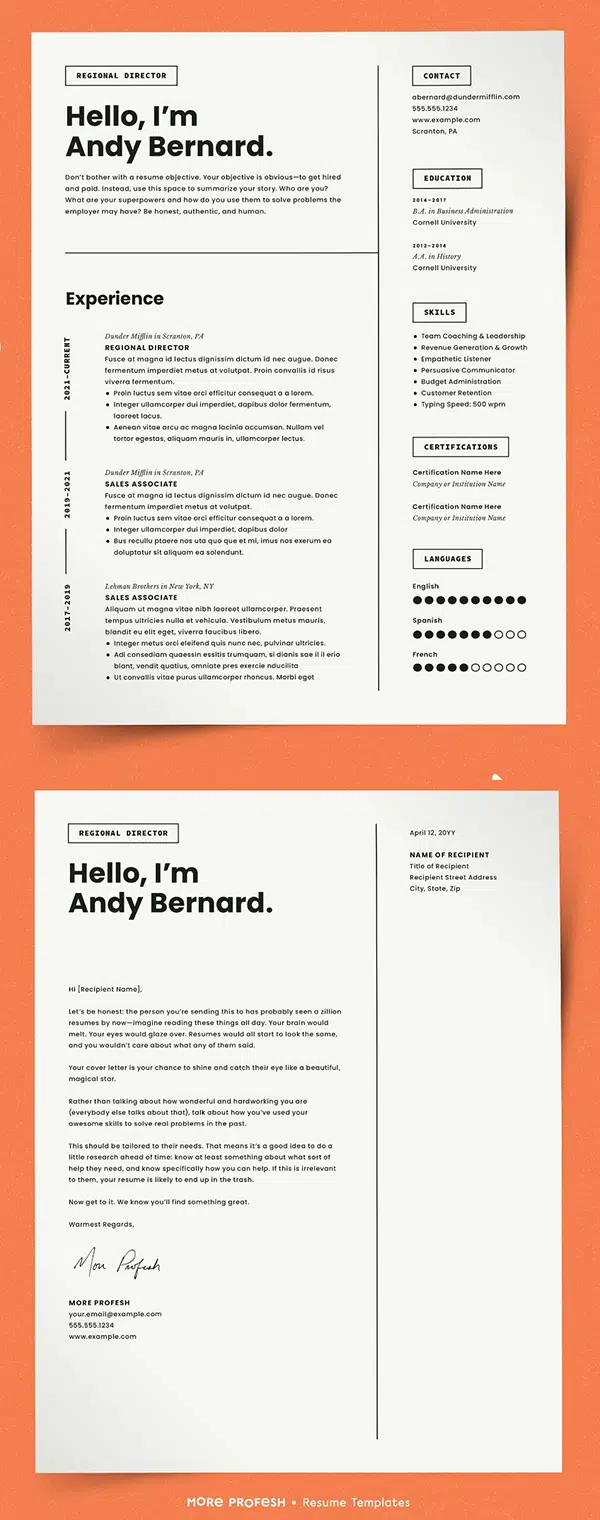 REGIONAL DIRECTOR
Hello, I'm
Andy Bernard.
Don't bother with a resume objective. Your objective is obvious—to get hired
and paid. Instead, use this space to summarize your story. Who are you?
What are your superpowers and how do you use them to solve problems the
employer may have? Be honest, authentic, and human.
Experience
2021-CURRENT
Dunder Mifflin in Scranton, PA
REGIONAL DIRECTOR
Fusce at magna id lectus dignissim dictum id nec augue. Donec
fermentum imperdiet metus at volutpat. Proin convallis id risus
viverra fermentum.
• Proin luctus sem vitae orci efficitur consequat a a lorem.
• Integer ullamcorper dui imperdiet, dapibus dolor fermentum,
laoreet lacus.
• Aenean vitae arcu ac magna lacinia accumsan. Nullam vel
tortor egestas, aliquam mauris in, ullamcorper lectus.
2019-2021
Dunder Mifflin in Scranton, PA
SALES ASSOCIATE
Fusce at magna id lectus dignissim dictum id nec augue. Donec
fermentum imperdiet metus at volutpat.
• Proin luctus sem vitae orci efficitur consequat a a lorem.
• Integer ullamcorper dui imperdiet, dapibus dolor
• Bus recullu ptaere nos uta quo que et mi, imus nos exerum ea
doluptatur sit aliquam ea solendunt.
2017-2019
Lehman Brothers in New York, NY
SALES ASSOCIATE
Aliquam ut magna vitae nibh laoreet ullamcorper. Praesent
tempus ultricies nulla et vehicula. Vestibulum metus mauris,
blandit eu elit eget, viverra faucibus libero.
• Integer metus orci eleifend quis nunc nec, pulvinar ultricies.
• Adi consediam quaessin essitis trumquam, si dianis sae il il erio
blant, vendit quatius, omniate pres exercie nducilita
• Ut convallis vitae purus ullamcorper rhoncus. Morbi eget
CONTACT
abernard@dundermifflin.com
555.555.1234
www.example.com
Scranton, PA
EDUCATION
2014-2017
B.A. in Business Administration
Cornell University
2012-2014
A.A. in History
Cornell University
SKILLS
• Team Coaching & Leadership
• Revenue Generation & Growth
• Empathetic Listener
• Persuasive Communicator
• Budget Administration
• Customer Retention
• Typing Speed: 500 wpm
CERTIFICATIONS
Certification Name Here
Company or Institution Name
Certification Name Here
Company or Institution Name
LANGUAGES
English
Spanish
French
REGIONAL DIRECTOR
Hello, I'm
Andy Bernard.
April 12, 20YY
NAME OF RECIPIENT
Title of Recipient
Recipient Street Address
City, State, Zip
Hi [Recipient Name],
Let's be honest: the person you're sending this to has probably seen a zillion
resumes by now—imagine reading these things all day. Your brain would
melt. Your eyes would glaze over. Resumes would all start to look the same,
and you wouldn't care about what any of them said.
Your cover letter is your chance to shine and catch their eye like a beautiful,
magical star.
Rather than talking about how wonderful and hardworking you are
(everybody else talks about that), talk about how you've used your
awesome skills to solve real problems in the past.
This should be tailored to their needs. That means it's a good idea to do a
little research ahead of time: know at least something about what sort of
help they need, and know specifically how you can help. If this is irrelevant
to them, your resume is likely to end up in the trash.
Now get to it. We know you'll find something great.
Warmest Regards,
More Profesh
MORE PROFESH
your.email@example.com
555.555.1234
www.example.com
MORE PROFESH • Resume Templates